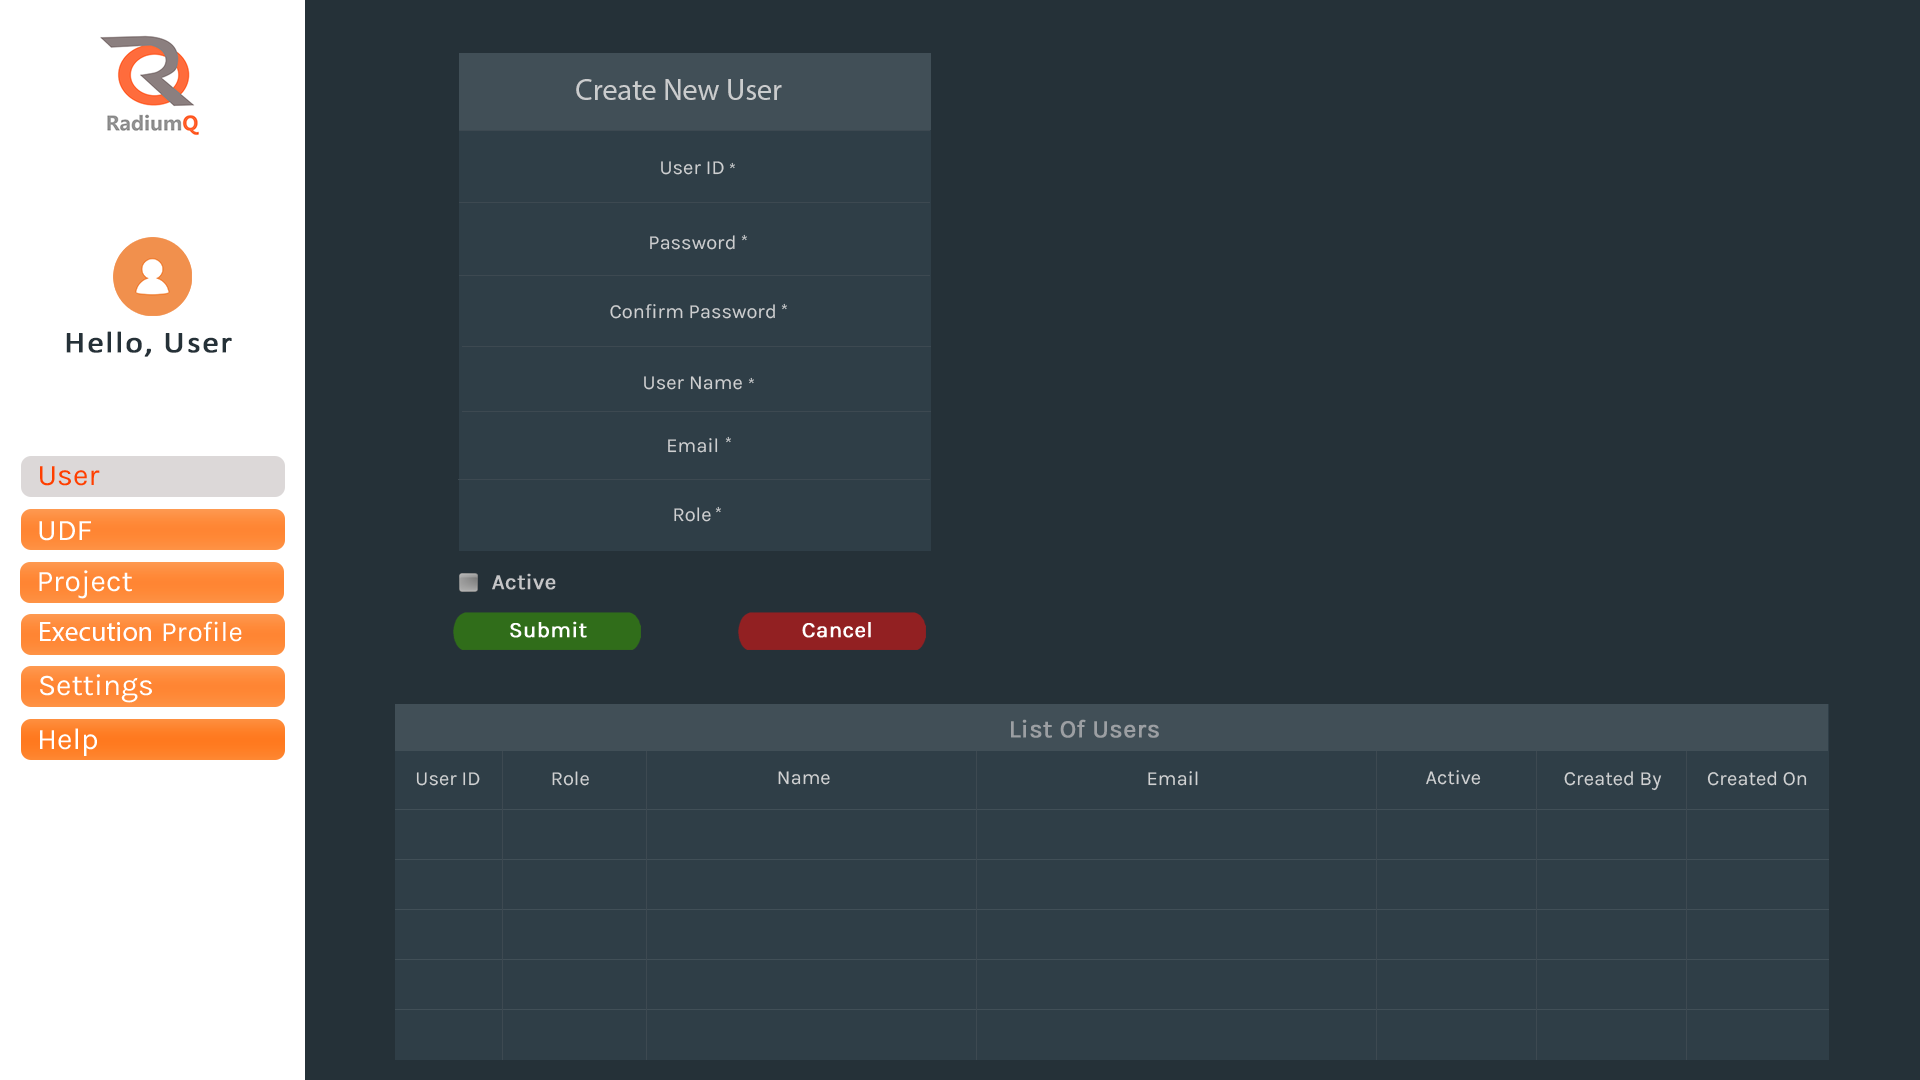 RadiumQ
Hello, User
User
UDF
Project
Execution Profile
Settings
Help
Create New User
User ID *
Password *
Confirm Password *
User Name *
Email *
Role *
Active
Submit
Cancel
List Of Users
User ID Role Name Email Active Created By Created On